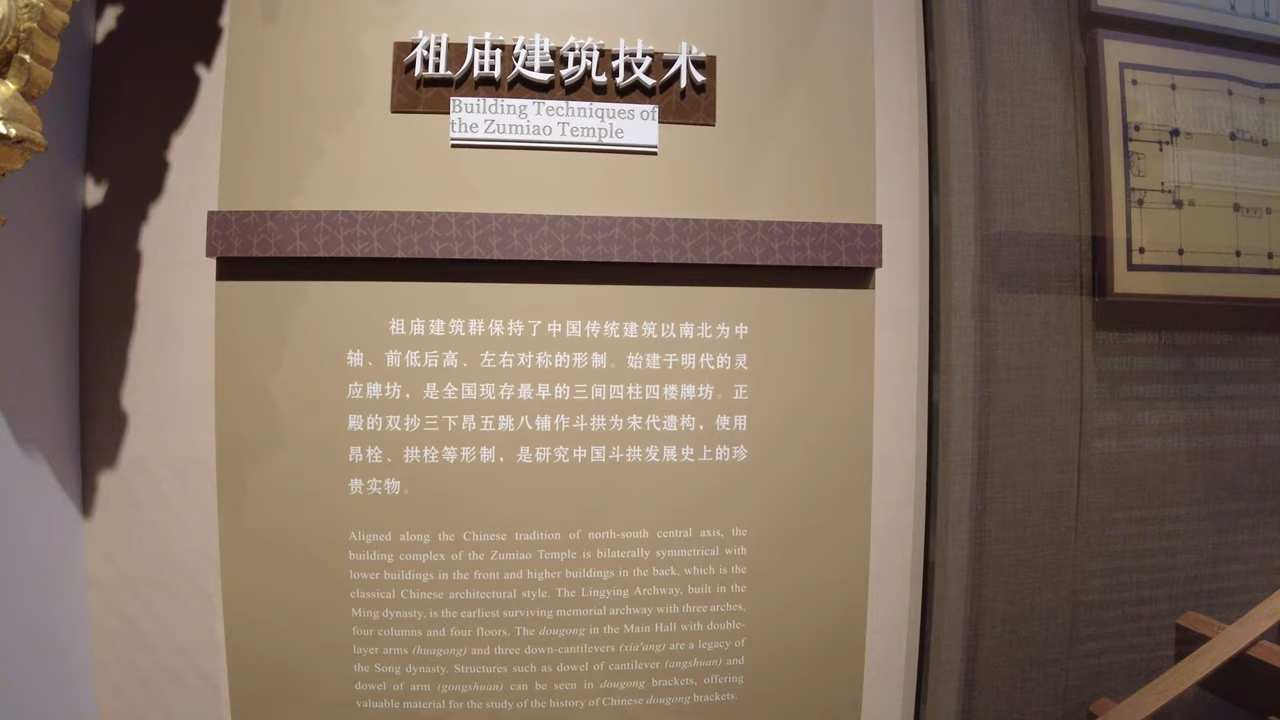 祖庙建筑技术
Building Techniques of
the Zumiao Temple
祖庙建筑群保持了中国传统建筑以南北为中
轴、前低后高、左右对称的形制。始建于明代的灵
应牌坊，是全国现存最早的三间四柱四楼牌坊。正
殿的双抄三下昂五跳八铺作斗拱为宋代遗构，使用
昂栓、拱栓等形制，是研究中国斗拱发展史上的珍
贵实物。
Aligned along the Chinese tradition of north-south central axis, the
building complex of the Zumiao Temple is bilaterally symmetrical with
lower buildings in the front and higher buildings in the back, which is the
classical Chinese architectural style. The Lingying Archway, built in the
Ming dynasty, is the earliest surviving memorial archway with three arches,
four columns and four floors. The dougong in the Main Hall with double-
layer arms (huagong) and three down-cantilevers (xia'ang) are a legacy of
the Song dynasty. Structures such as dowel of cantilever (angshuan) and
dowel of arm (gongshuan) can be seen in dougong brackets, offering
valuable material for the study of the history of Chinese dougong brackets.